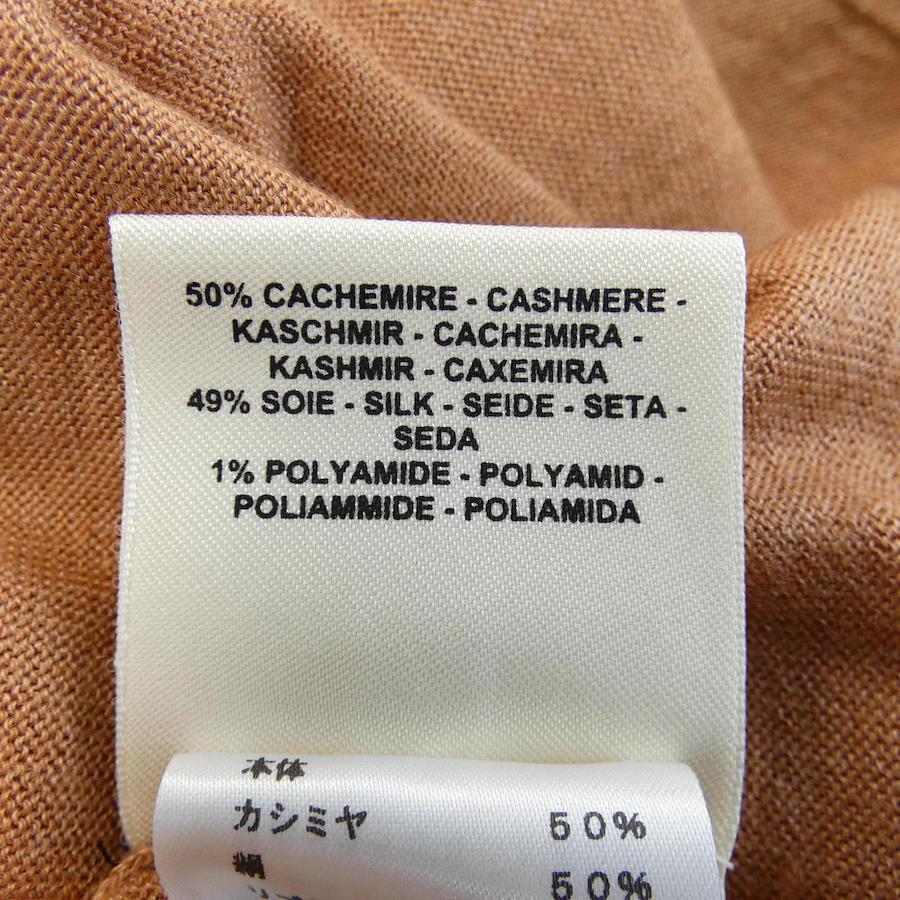 50% CACHEMIRE - CASHMERE -
KASCHMIR - CACHEMIRA -
KASHMIR - CAXEMIRA
49% SOIE - SILK - SEIDE - SETA -
SEDA
1% POLYAMIDE - POLYAMID -
POLIAMMIDE - POLIAMIDA
本体
カシミヤ 50%
絹 50%